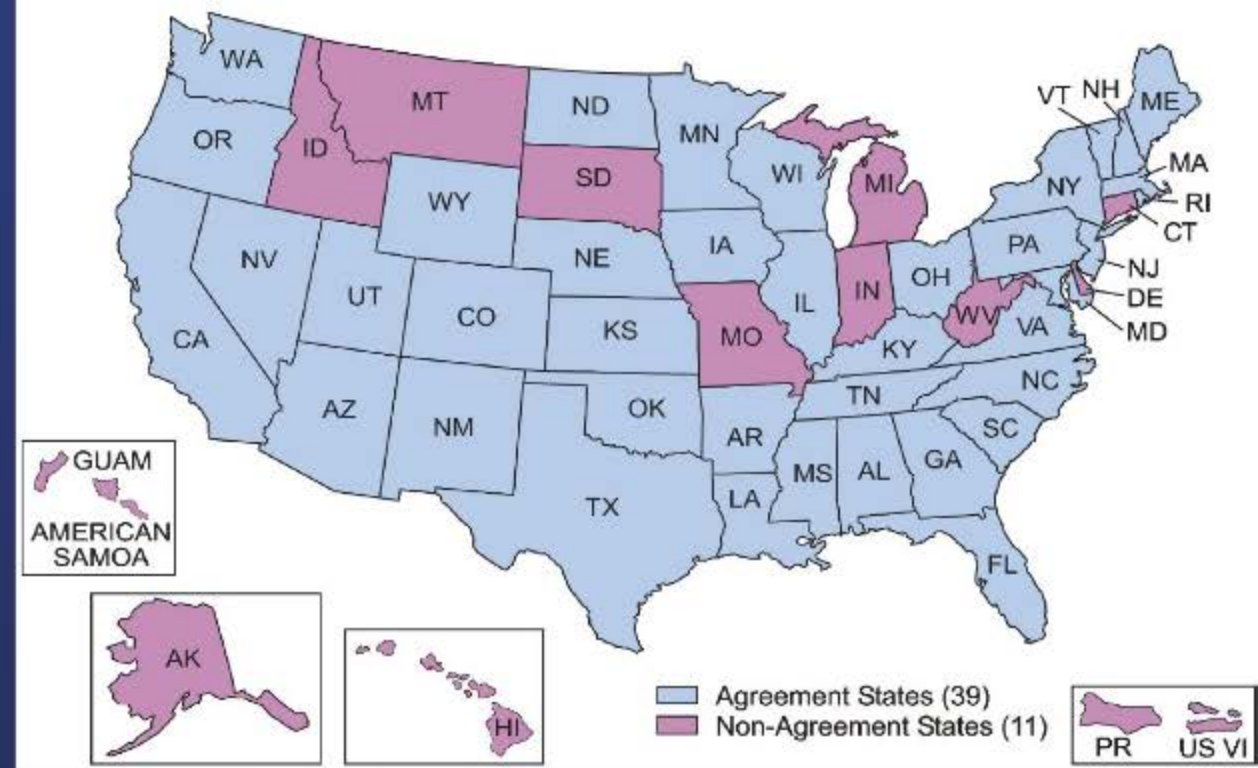 WA
MT
ND
MN
VT
NH
ME
OR
ID
SD
WI
MI
NY
MA
RI
CT
WY
NV
UT
NE
IA
PA
NJ
DE
MD
CA
CO
KS
IL
IN
OH
WV
VA
MO
KY
AZ
NM
OK
TN
NC
AR
SC
MS
AL
GA
TX
LA
FL
GUAM
AMERICAN
SAMOA
AK
HI
Agreement States (39)
Non-Agreement States (11)
PR
US VI